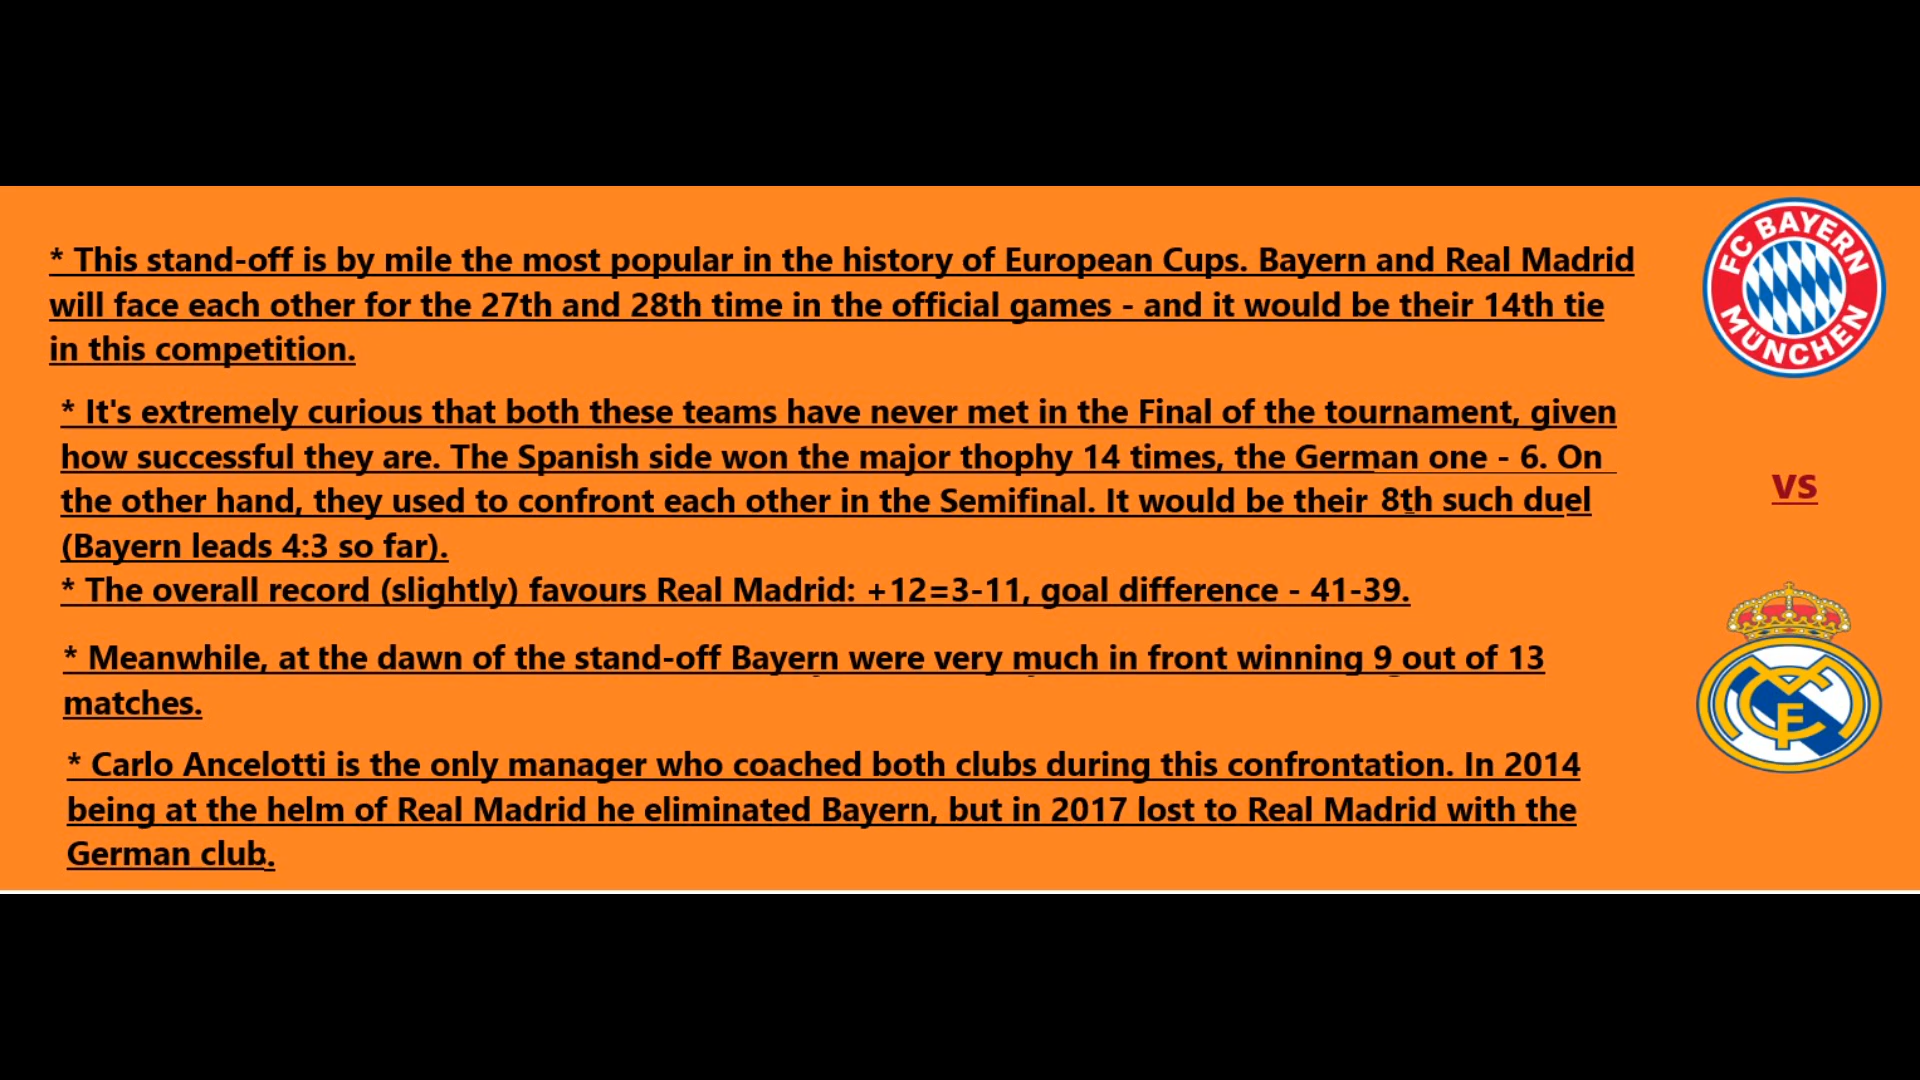 * This stand-off is by mile the most popular in the history of European Cups. Bayern and Real Madrid
will face each other for the 27th and 28th time in the official games - and it would be their 14th tie
in this competition.
* It's extremely curious that both these teams have never met in the Final of the tournament, given
how successful they are. The Spanish side won the major thophy 14 times, the German one - 6. On
the other hand, they used to confront each other in the Semifinal. It would be their 8th such duel
(Bayern leads 4:3 so far).
* The overall record (slightly) favours Real Madrid: +12=3-11, goal difference - 41-39.
* Meanwhile, at the dawn of the stand-off Bayern were very much in front winning 9 out of 13
matches.
* Carlo Ancelotti is the only manager who coached both clubs during this confrontation. In 2014
being at the helm of Real Madrid he eliminated Bayern, but in 2017 lost to Real Madrid with the
German club.
FC BAYERN
MÜNCHEN
vs